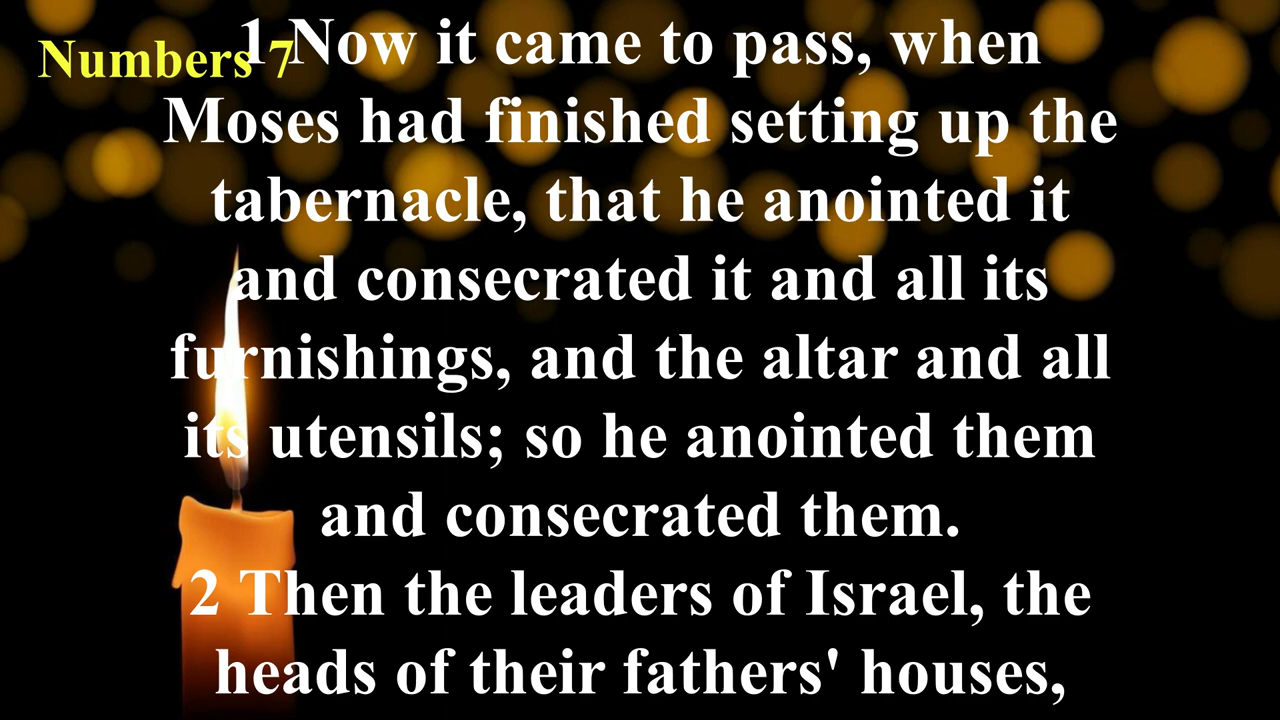 Numbers 7
1 Now it came to pass, when
Moses had finished setting up the
tabernacle, that he anointed it
and consecrated it and all its
furnishings, and the altar and all
its utensils; so he anointed them
and consecrated them.
2 Then the leaders of Israel, the
heads of their fathers' houses,